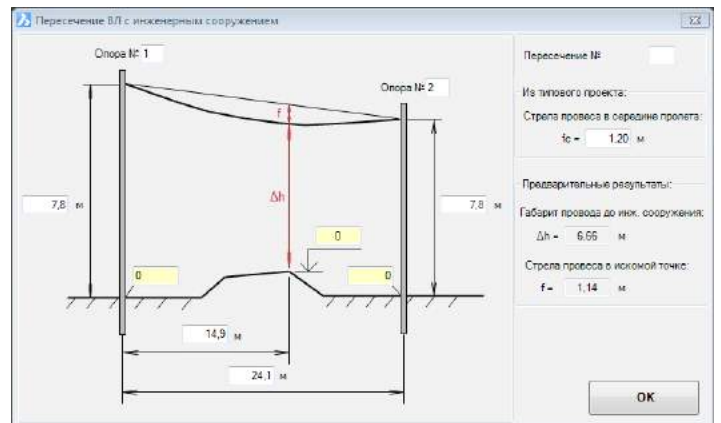 Пересечение ВЛ с инженерным сооружением
Опора № 1
Опора № 2
f
Δh
7,8 м
7,8 м
0
0
0
14,9 м
24,1 м
Пересечение №
Из типового проекта:
Стрела провеса в середине пролета:
fc = 1.20 м
Предварительные результаты:
Габарит провода до инж. сооружения:
Δh = 6,66 м
Стрела провеса в искомой точке:
f = 1,14 м
OK